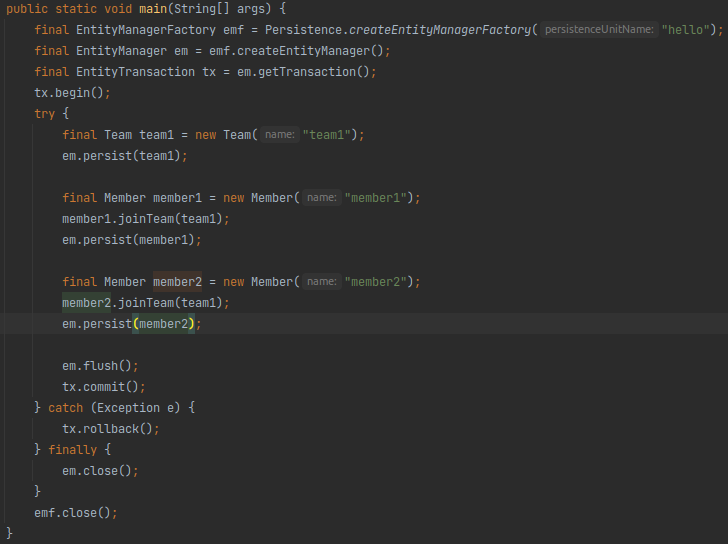 public static void main(String[] args) {
    final EntityManagerFactory emf = Persistence.createEntityManagerFactory( persistenceUnitName: "hello");
    final EntityManager em = emf.createEntityManager();
    final EntityTransaction tx = em.getTransaction();
    tx.begin();
    try {
        final Team team1 = new Team( name: "team1");
        em.persist(team1);

        final Member member1 = new Member( name: "member1");
        member1.joinTeam(team1);
        em.persist(member1);

        final Member member2 = new Member( name: "member2");
        member2.joinTeam(team1);
        em.persist(member2);

        em.flush();
        tx.commit();
    } catch (Exception e) {
        tx.rollback();
    } finally {
        em.close();
    }
    emf.close();
}